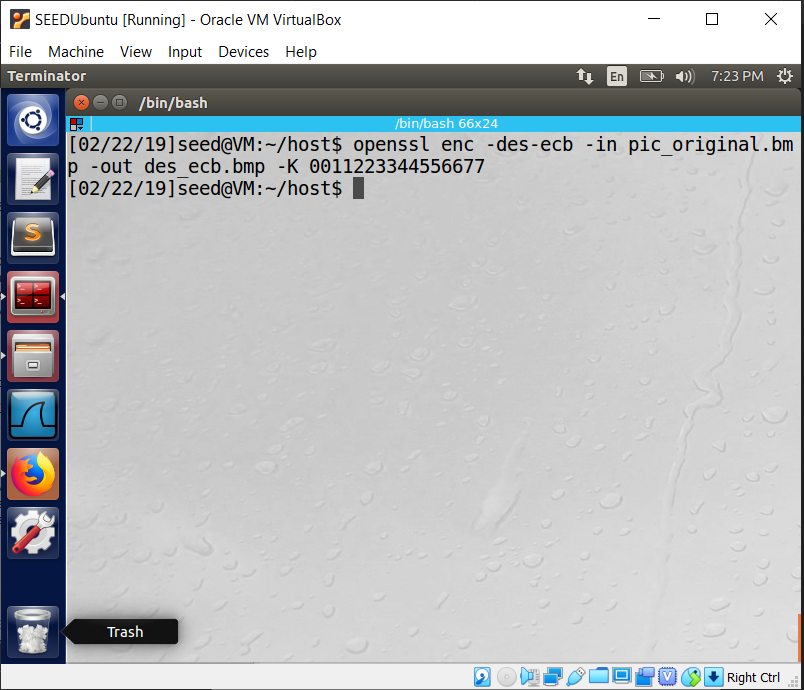 SEEDUbuntu [Running] - Oracle VM VirtualBox
File Machine View Input Devices Help
Terminator En 7:23 PM
/bin/bash
/bin/bash 66x24
[02/22/19]seed@VM:~/host$ openssl enc -des-ecb -in pic_original.bm
p -out des_ecb.bmp -K 0011223344556677
[02/22/19]seed@VM:~/host$
S
Trash
V
Right Ctrl